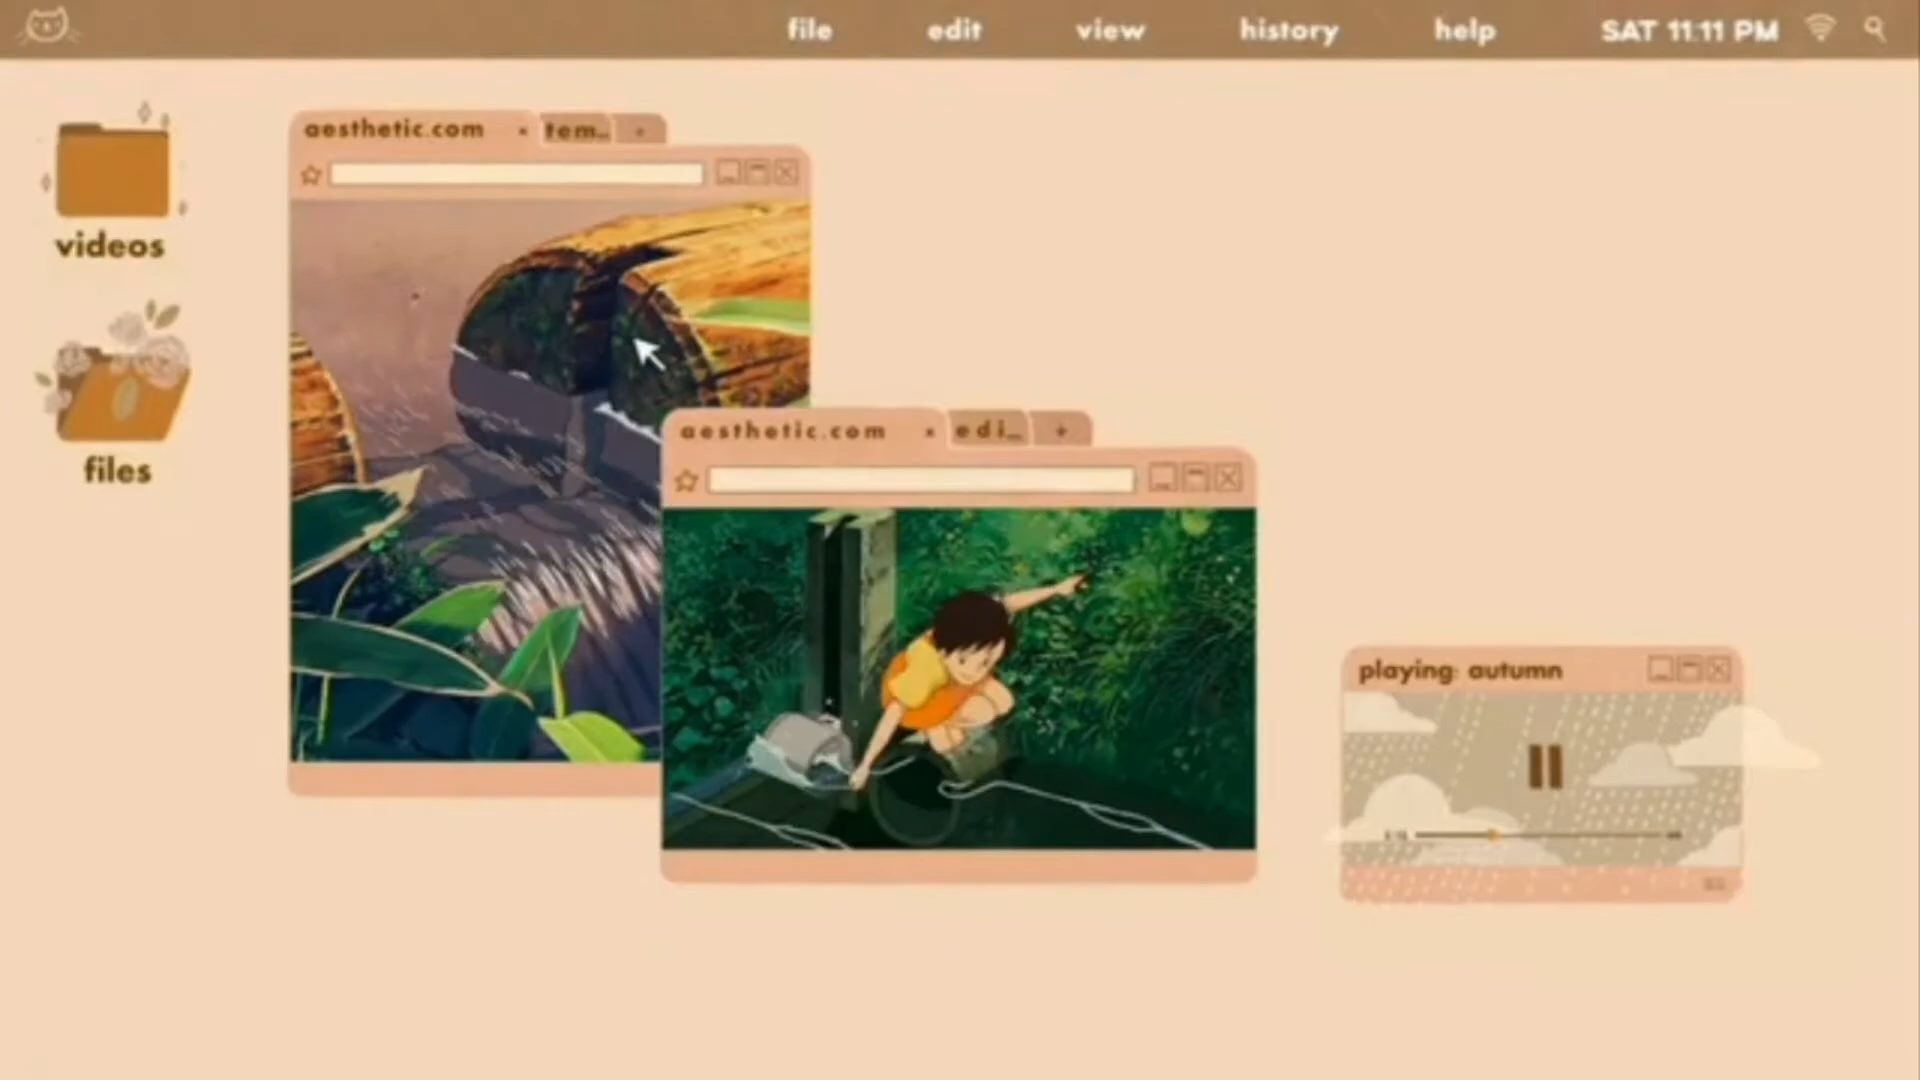 file edit view history help SAT 11:11 PM
videos
files
aesthetic.com × tem... +
aesthetic.com × edi... +
playing: autumn